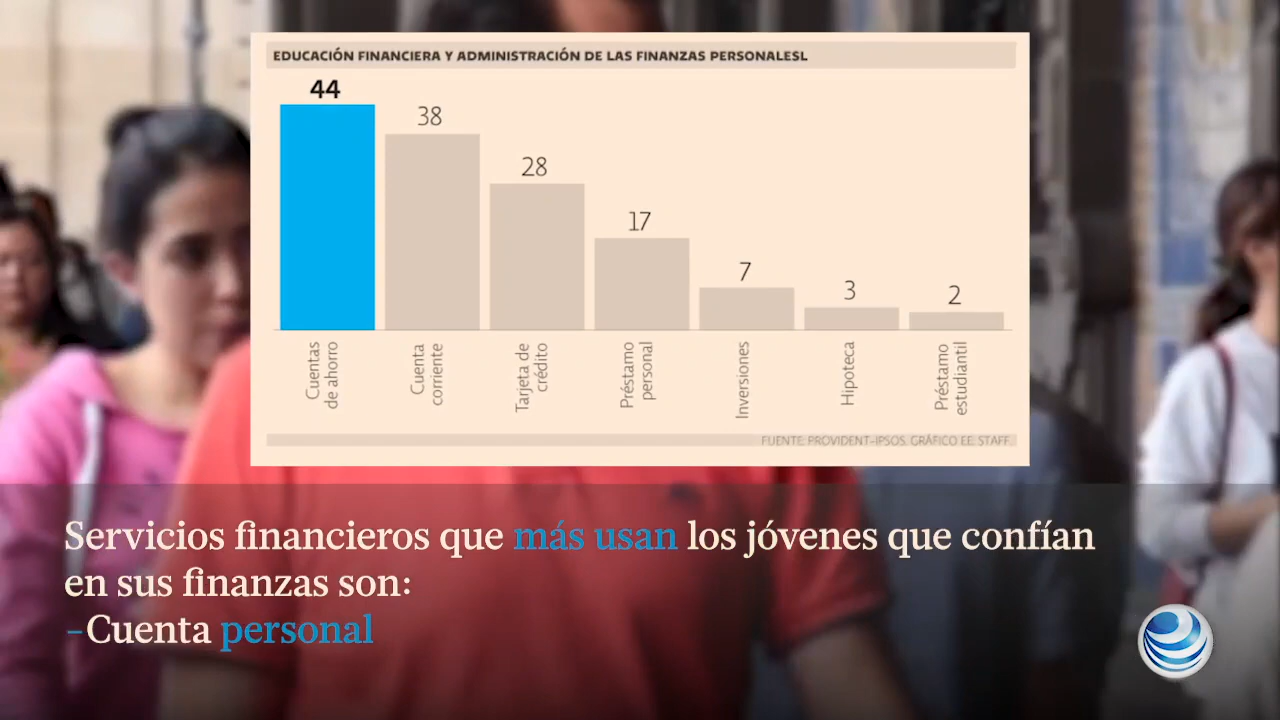 EDUCACIÓN FINANCIERA Y ADMINISTRACIÓN DE LAS FINANZAS PERSONALESL
44
38
28
17
7
3
2
Cuentas
de ahorro
Cuenta
corriente
Tarjeta de
crédito
Préstamo
personal
Inversiones
Hipoteca
Préstamo
estudiantil
FUENTE: PROVIDENT-IPSOS. GRÁFICO EE: STAFF.
Servicios financieros que más usan los jóvenes que confían
en sus finanzas son:
-Cuenta personal